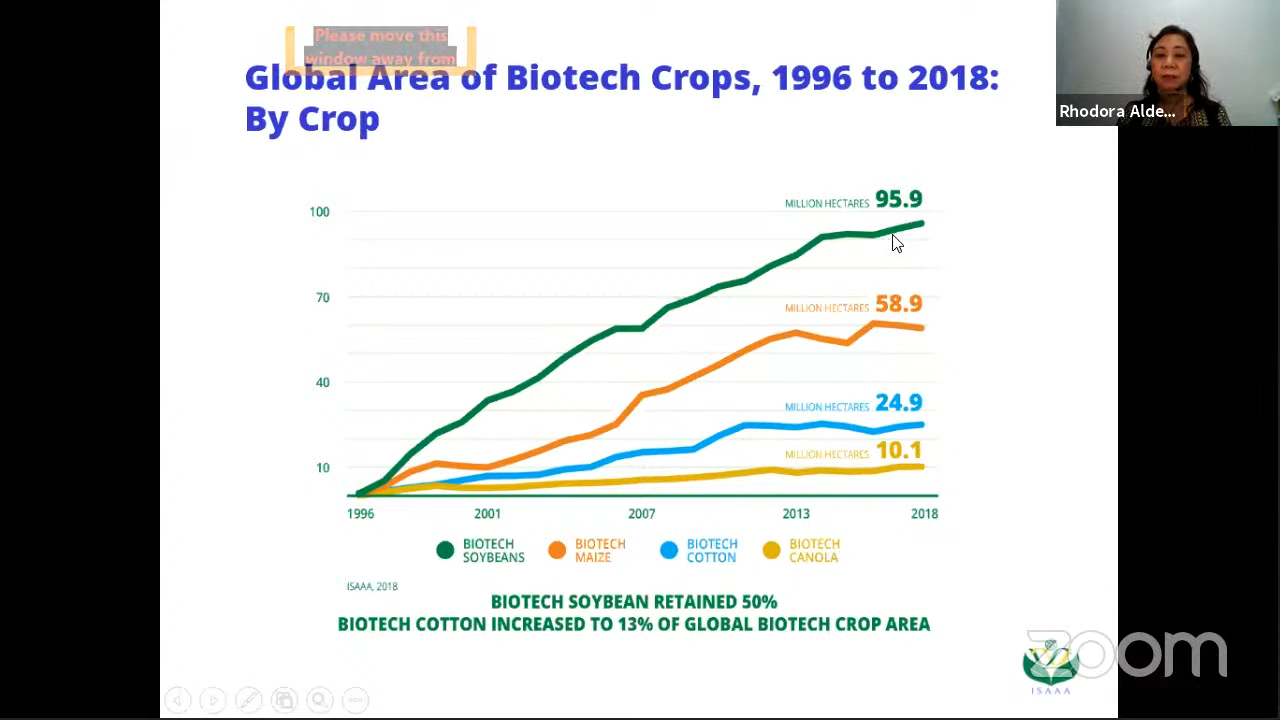 Please move this
window away from
Global Area of Biotech Crops, 1996 to 2018:
By Crop
Rhodora Alde...
MILLION HECTARES 95.9
100
MILLION HECTARES 58.9
70
MILLION HECTARES 24.9
40
MILLION HECTARES 10.1
10
1996 2001 2007 2013 2018
BIOTECH SOYBEANS
BIOTECH MAIZE
BIOTECH COTTON
BIOTECH CANOLA
ISAAA, 2018
BIOTECH SOYBEAN RETAINED 50%
BIOTECH COTTON INCREASED TO 13% OF GLOBAL BIOTECH CROP AREA
zoom
ISAAA